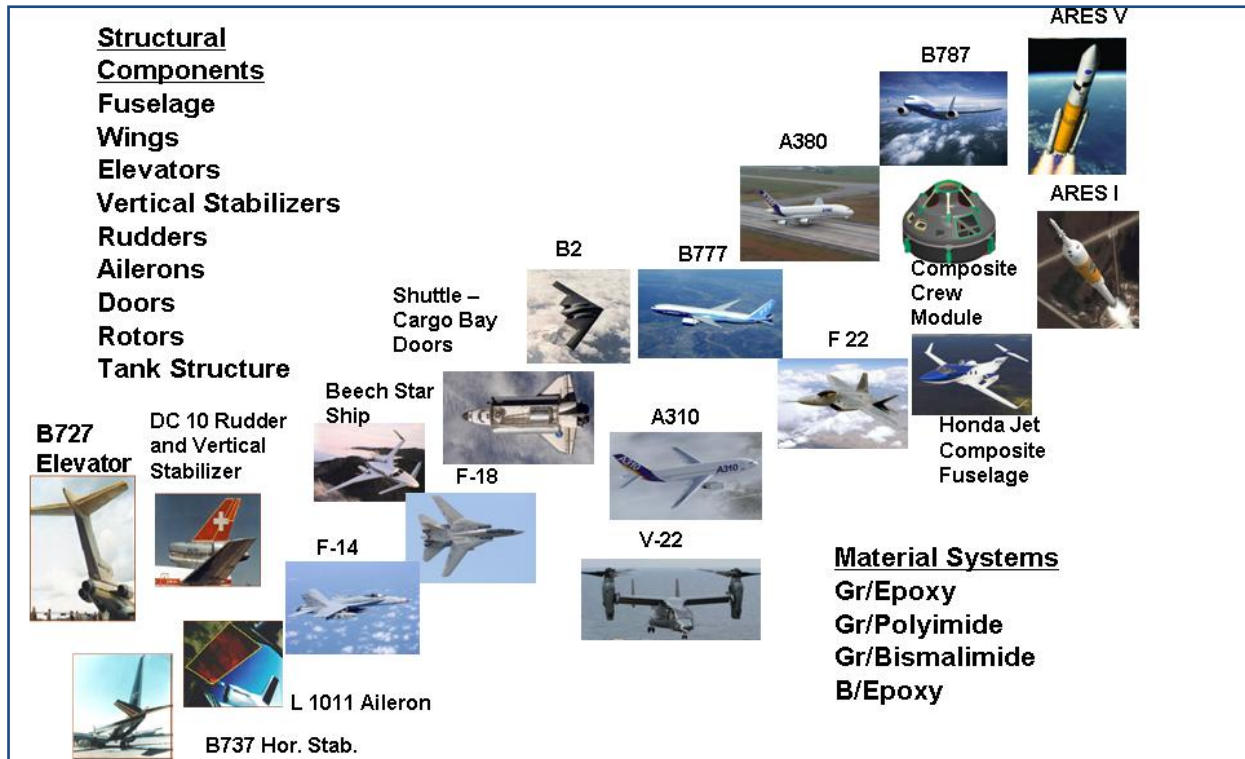 Structural
Components
Fuselage
Wings
Elevators
Vertical Stabilizers
Rudders
Ailerons
Doors
Rotors
Tank Structure
ARES V
B787
A380
ARES I
B2
B777
Composite
Crew
Module
Shuttle –
Cargo Bay
Doors
F 22
Beech Star
Ship
A310
A310
A310
Honda Jet
Composite
Fuselage
B727
Elevator
DC 10 Rudder
and Vertical
Stabilizer
F-18
F-14
V-22
L 1011 Aileron
B737 Hor. Stab.
Material Systems
Gr/Epoxy
Gr/Polyimide
Gr/Bismalimide
B/Epoxy